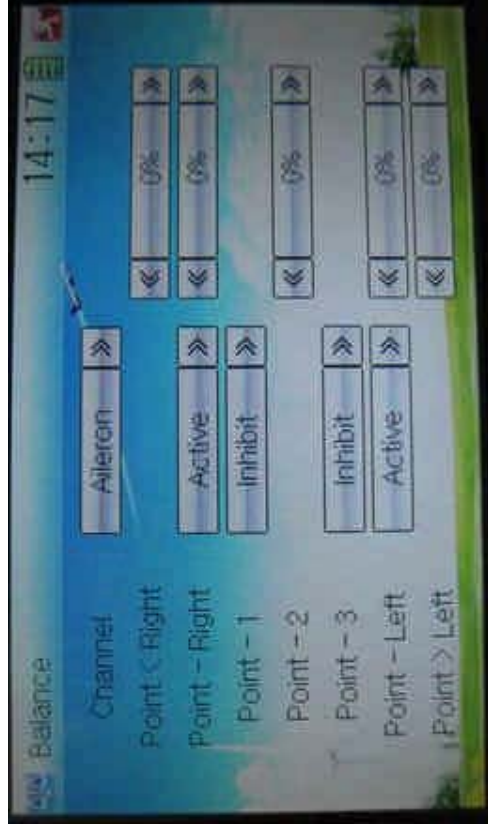 Balance 14:17
Channel Aileron
Point < Right 0%
Point - Right Active 0%
Point - 1 Inhibit
Point - 2 0%
Point - 3 Inhibit
Point - Left Active 0%
Point > Left 0%